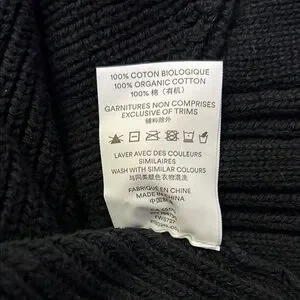 100% COTON BIOLOGIQUE
100% ORGANIC COTTON
100% 棉（有机）
GARNITURES NON COMPRISES
EXCLUSIVE OF TRIMS
辅料除外
LAVER AVEC DES COULEURS
SIMILAIRES
WASH WITH SIMILAR COLOURS
与同类颜色衣物混洗
FABRIQUÉ EN CHINE
MADE IN CHINA
中国制造